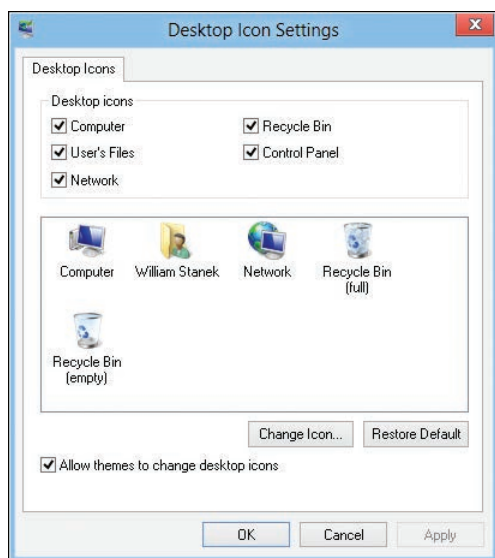 Desktop Icon Settings
Desktop Icons
Desktop icons
Computer
Recycle Bin
User's Files
Control Panel
Network
Computer
William Stanek
Network
Recycle Bin
(full)
Recycle Bin
(empty)
Change Icon...
Restore Default
Allow themes to change desktop icons
OK
Cancel
Apply